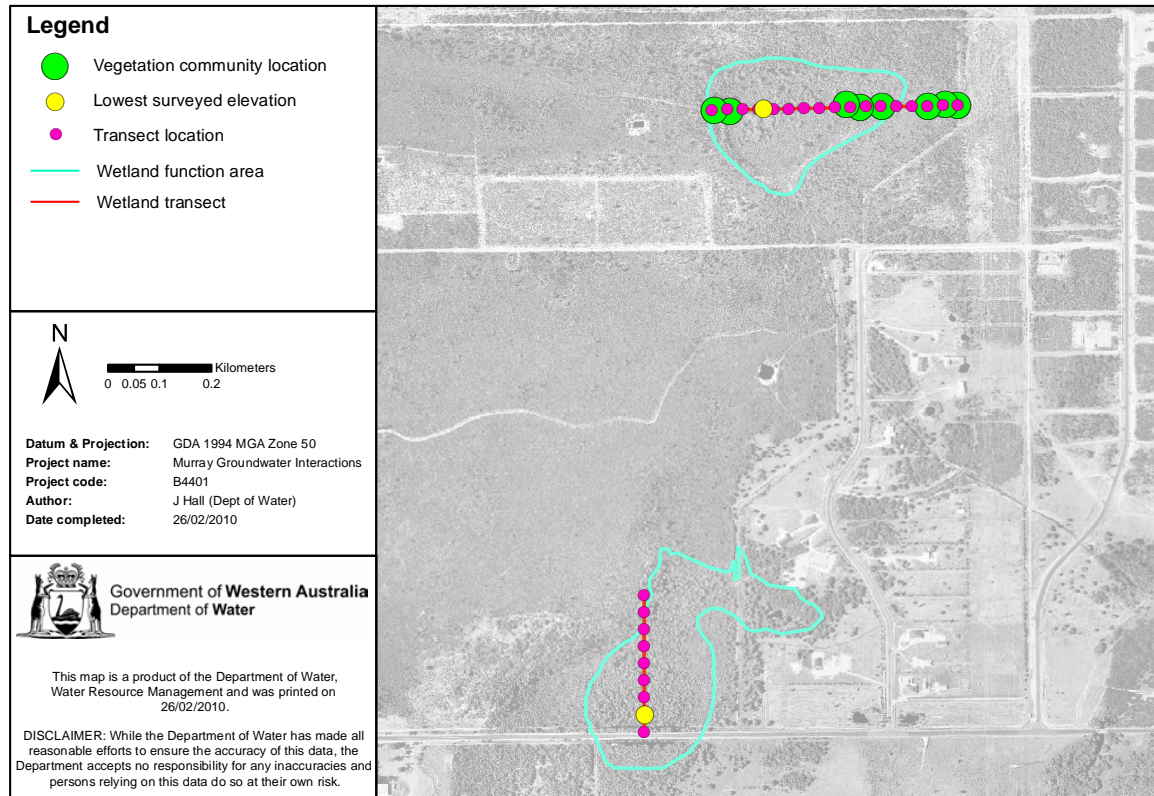 Legend
Vegetation community location
Lowest surveyed elevation
Transect location
Wetland function area
Wetland transect
N
Kilometers
0 0.05 0.1 0.2
Datum & Projection: GDA 1994 MGA Zone 50
Project name: Murray Groundwater Interactions
Project code: B4401
Author: J Hall (Dept of Water)
Date completed: 26/02/2010
Government of Western Australia
Department of Water
This map is a product of the Department of Water,
Water Resource Management and was printed on
26/02/2010.
DISCLAIMER: While the Department of Water has made all
reasonable efforts to ensure the accuracy of this data, the
Department accepts no responsibility for any inaccuracies and
persons relying on this data do so at their own risk.